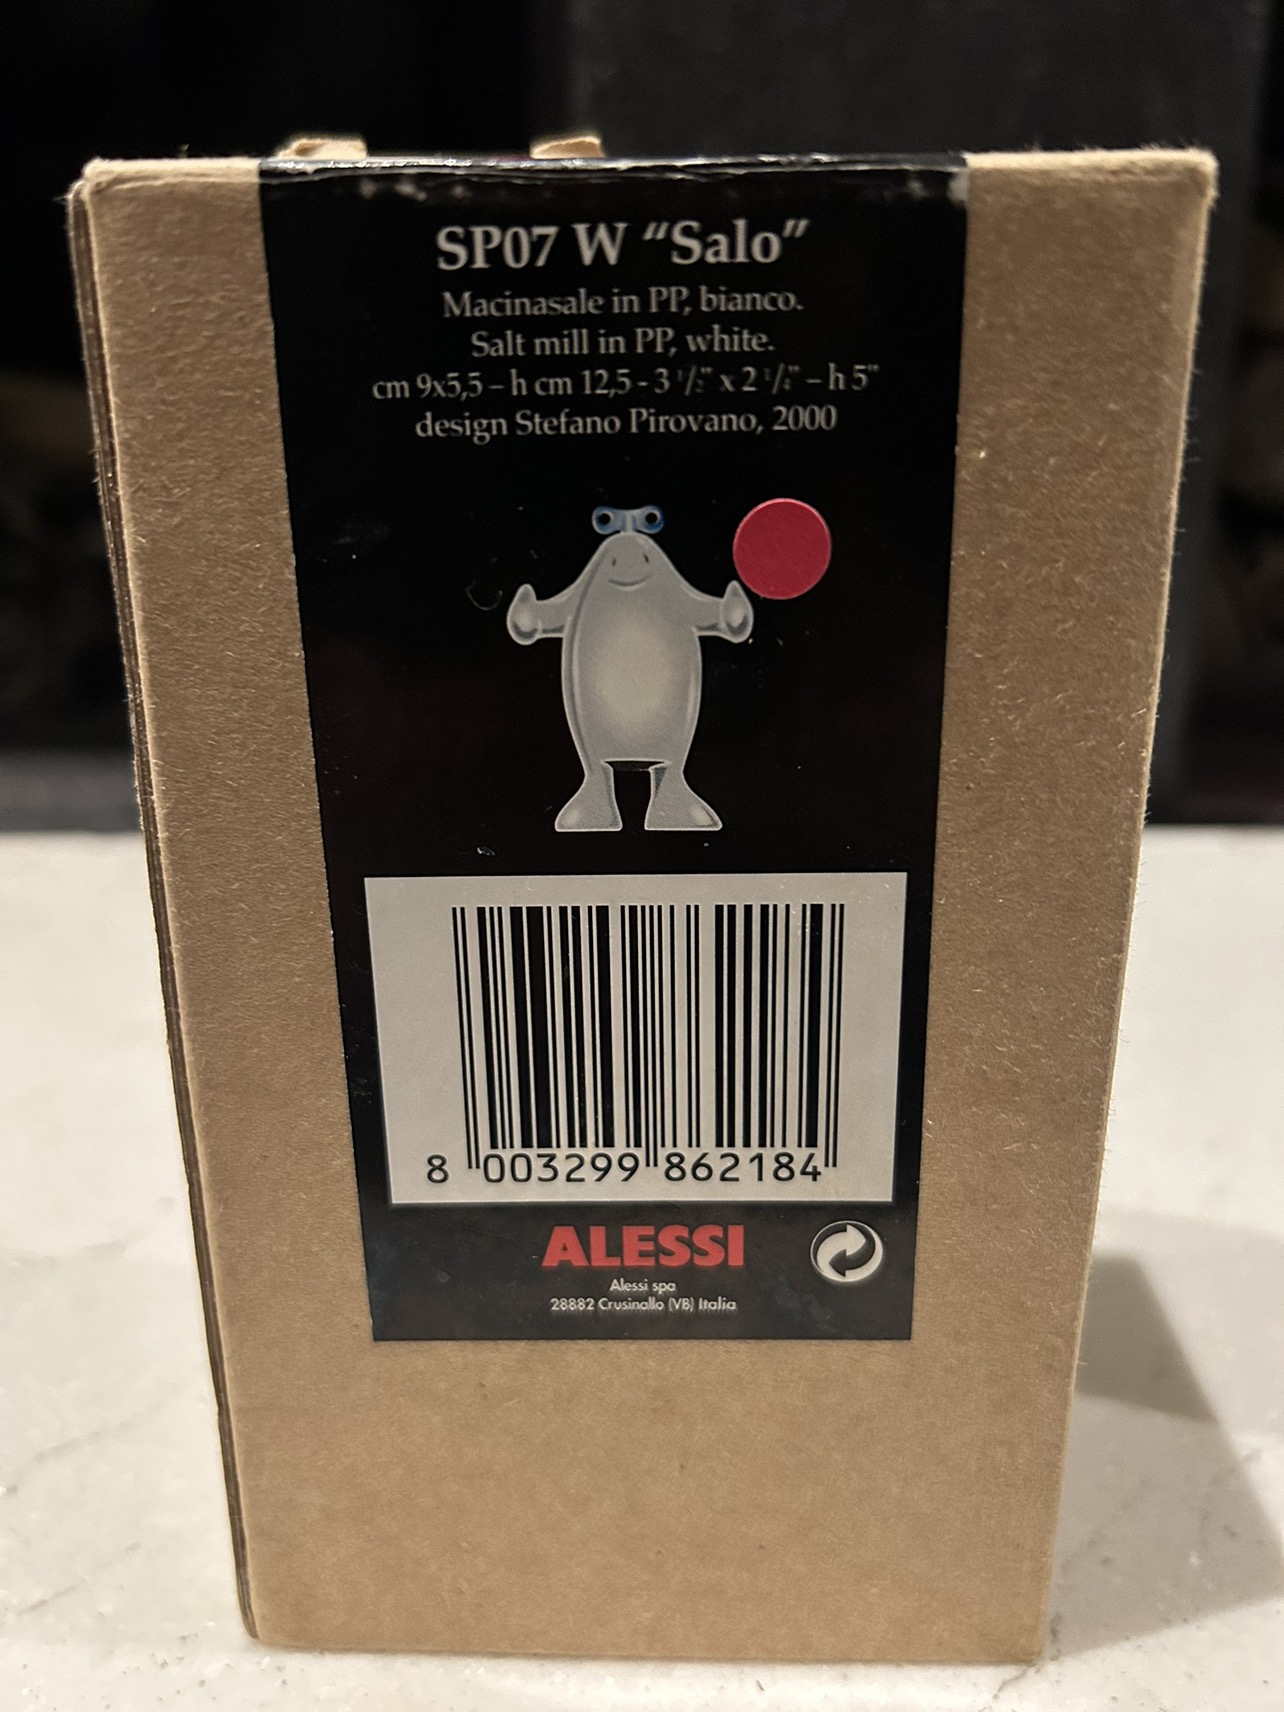 SP07 W “Salo”
Macinasale in PP, bianco.
Salt mill in PP, white.
cm 9x5,5 – h cm 12,5 - 3 1/2" x 2 1/4" – h 5"
design Stefano Pirovano, 2000
8 003299 862184
ALESSI
Alessi spa
28882 Crusinallo (VB) Italia